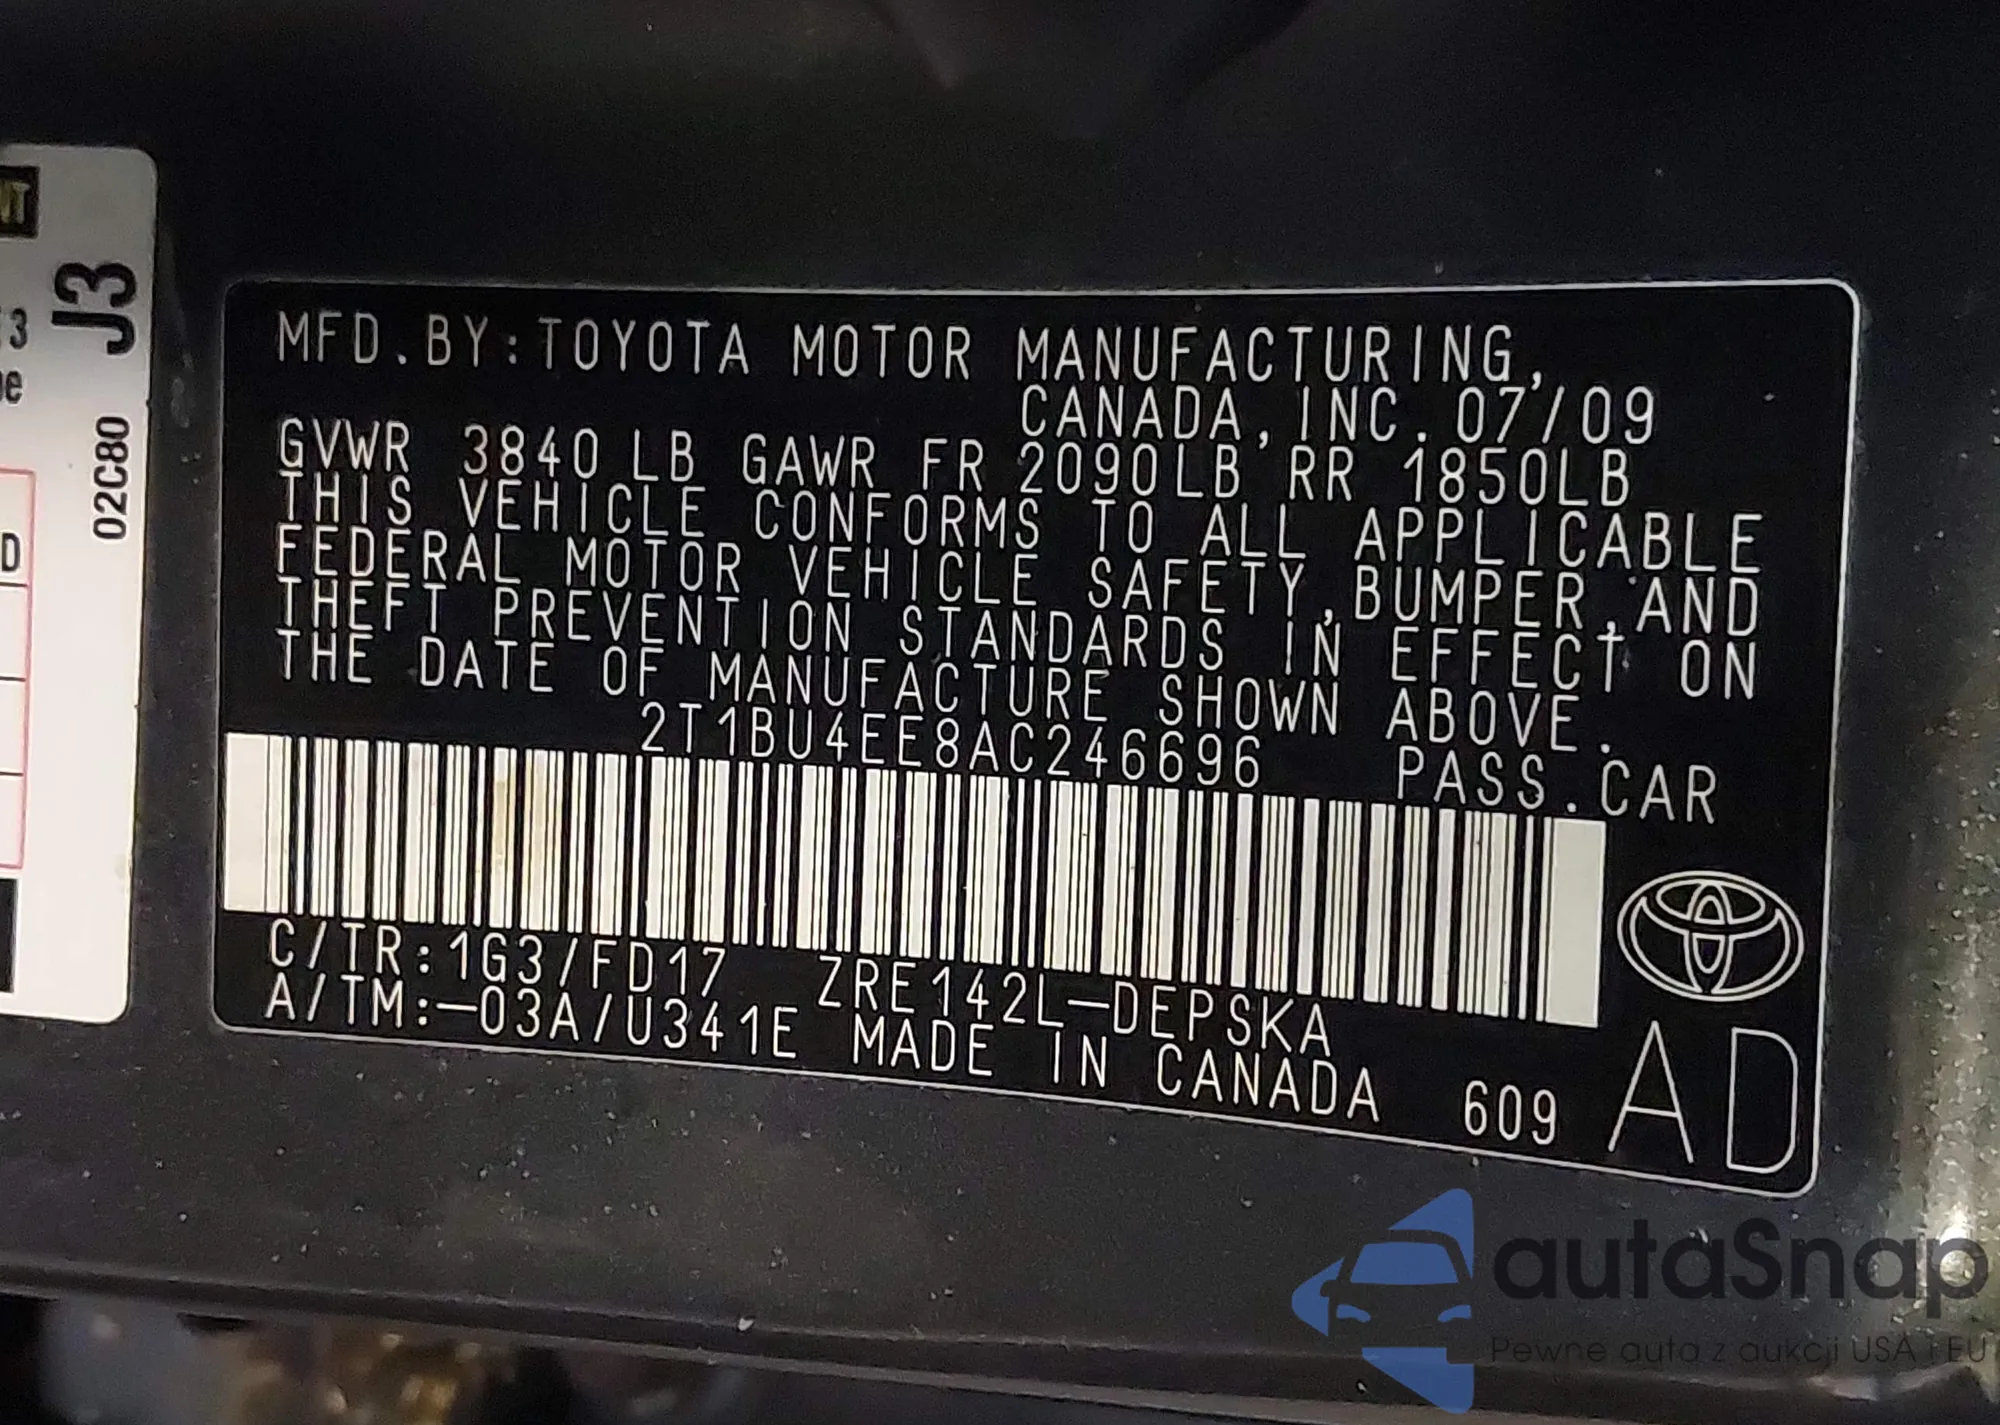 J3
02C80
3
D
MFD.BY:TOYOTA MOTOR MANUFACTURING,
CANADA, INC. 07/09
GVWR 3840 LB GAWR FR 2090LB RR 1850LB
THIS VEHICLE CONFORMS TO ALL APPLICABLE
FEDERAL MOTOR VEHICLE SAFETY,BUMPER,AND
THEFT PREVENTION STANDARDS IN EFFECT ON
THE DATE OF MANUFACTURE SHOWN ABOVE.
2T1BU4EE8AC246696 PASS.CAR
C/TR:1G3/FD17 ZRE142L-DEPSKA
A/TM:-03A/U341E MADE IN CANADA 609
AD
autaSnap
Pewne auta z aukcji USA i EU